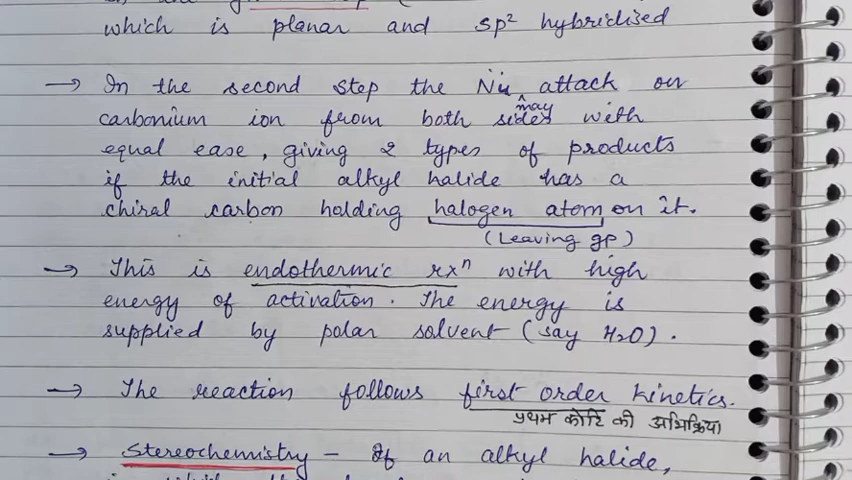 which is planar and sp² hybridised
→ In the second step the Nu may attack on
carbonium ion from both sides with
equal ease, giving 2 types of products
if the initial alkyl halide has a
chiral carbon holding halogen atom on it.
(Leaving gp)
→ This is endothermic rxⁿ with high
energy of activation. The energy is
supplied by polar solvent (say H₂O).
→ The reaction follows first order kinetics.
प्रथम कोटि की अभिक्रिया
→ Stereochemistry - If an alkyl halide,